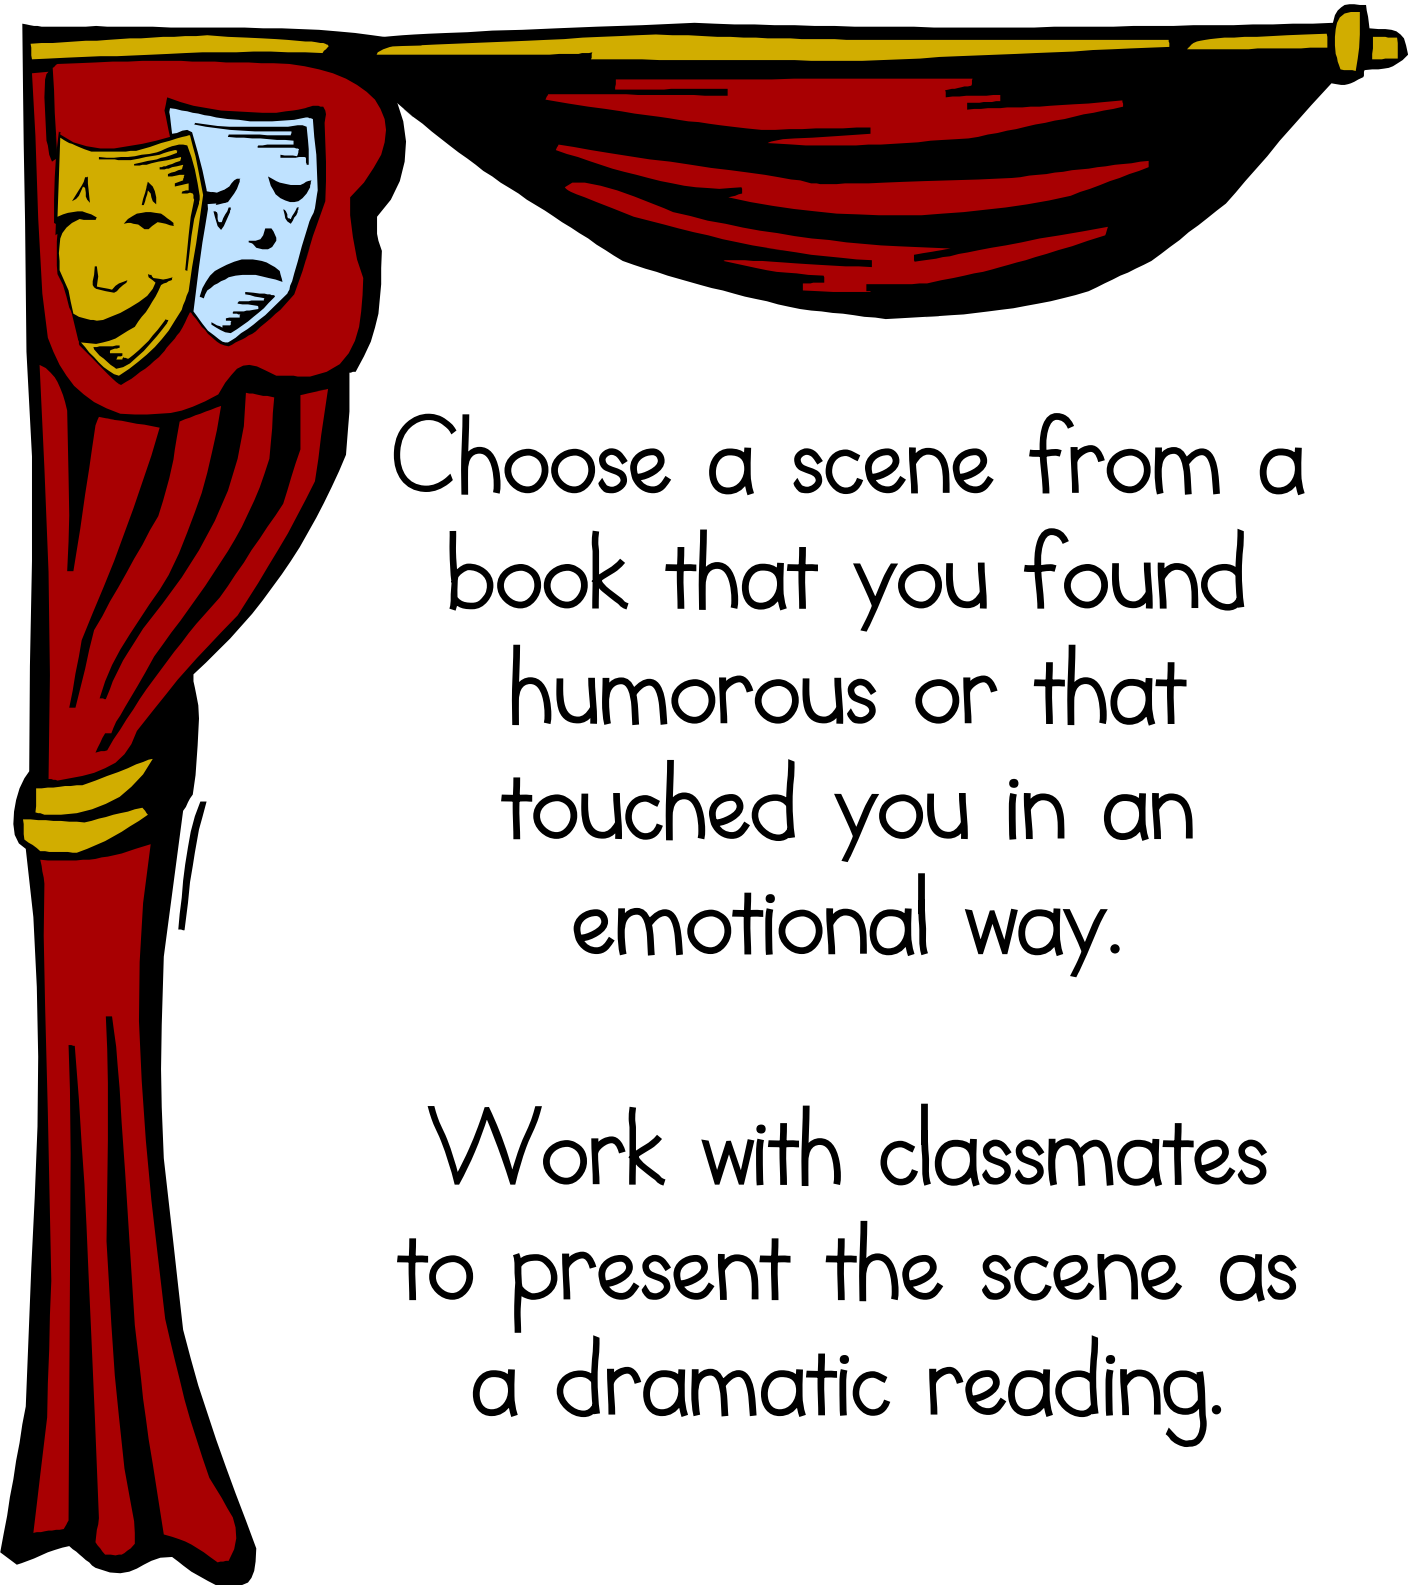 Choose a scene from a
book that you found
humorous or that
touched you in an
emotional way.
Work with classmates
to present the scene as
a dramatic reading.